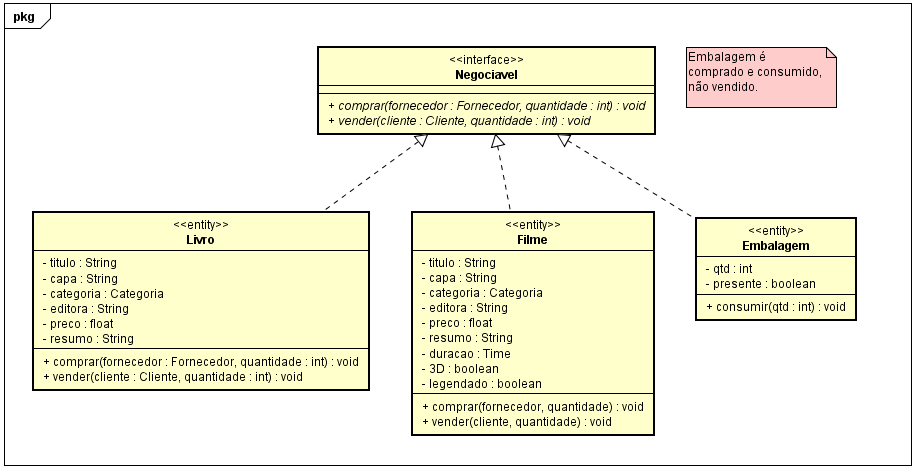 pkg
<<interface>>
Negociavel
+ comprar(fornecedor : Fornecedor, quantidade : int) : void
+ vender(cliente : Cliente, quantidade : int) : void
Embalagem é
comprado e consumido,
não vendido.
<<entity>>
Livro
- titulo : String
- capa : String
- categoria : Categoria
- editora : String
- preco : float
- resumo : String
+ comprar(fornecedor : Fornecedor, quantidade : int) : void
+ vender(cliente : Cliente, quantidade : int) : void
<<entity>>
Filme
- titulo : String
- capa : String
- categoria : Categoria
- editora : String
- preco : float
- resumo : String
- duracao : Time
- 3D : boolean
- legendado : boolean
+ comprar(fornecedor, quantidade) : void
+ vender(cliente, quantidade) : void
<<entity>>
Embalagem
- qtd : int
- presente : boolean
+ consumir(qtd : int) : void